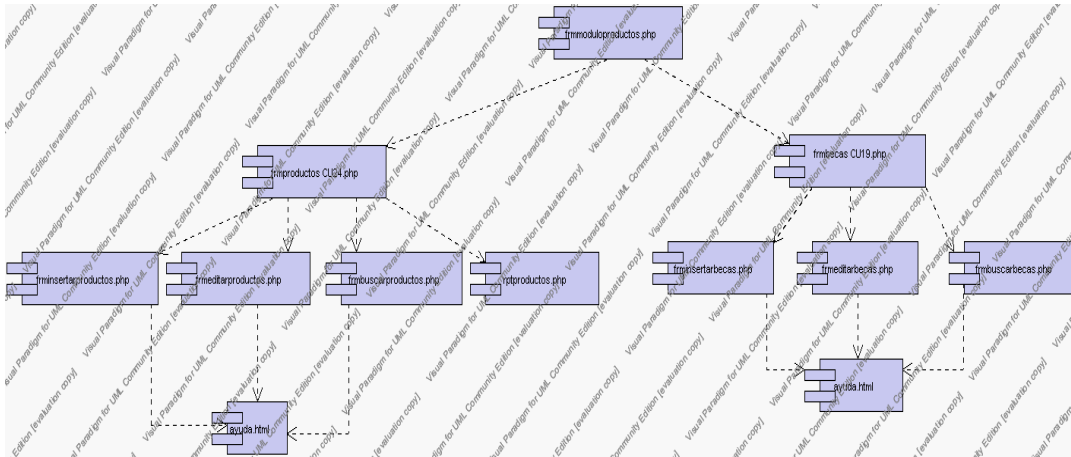 frmmoduloproductos.php
frmproductos CU24.php
frmbecas CU19.php
frminsertarproductos.php
frmeditarproductos.php
frmbuscarproductos.php
rptproductos.php
frminsertarbecas.php
frmeditarbecas.php
frmbuscarbecas.php
ayuda.html
ayuda.html
Visual Paradigm for UML Community Edition [evaluation copy]